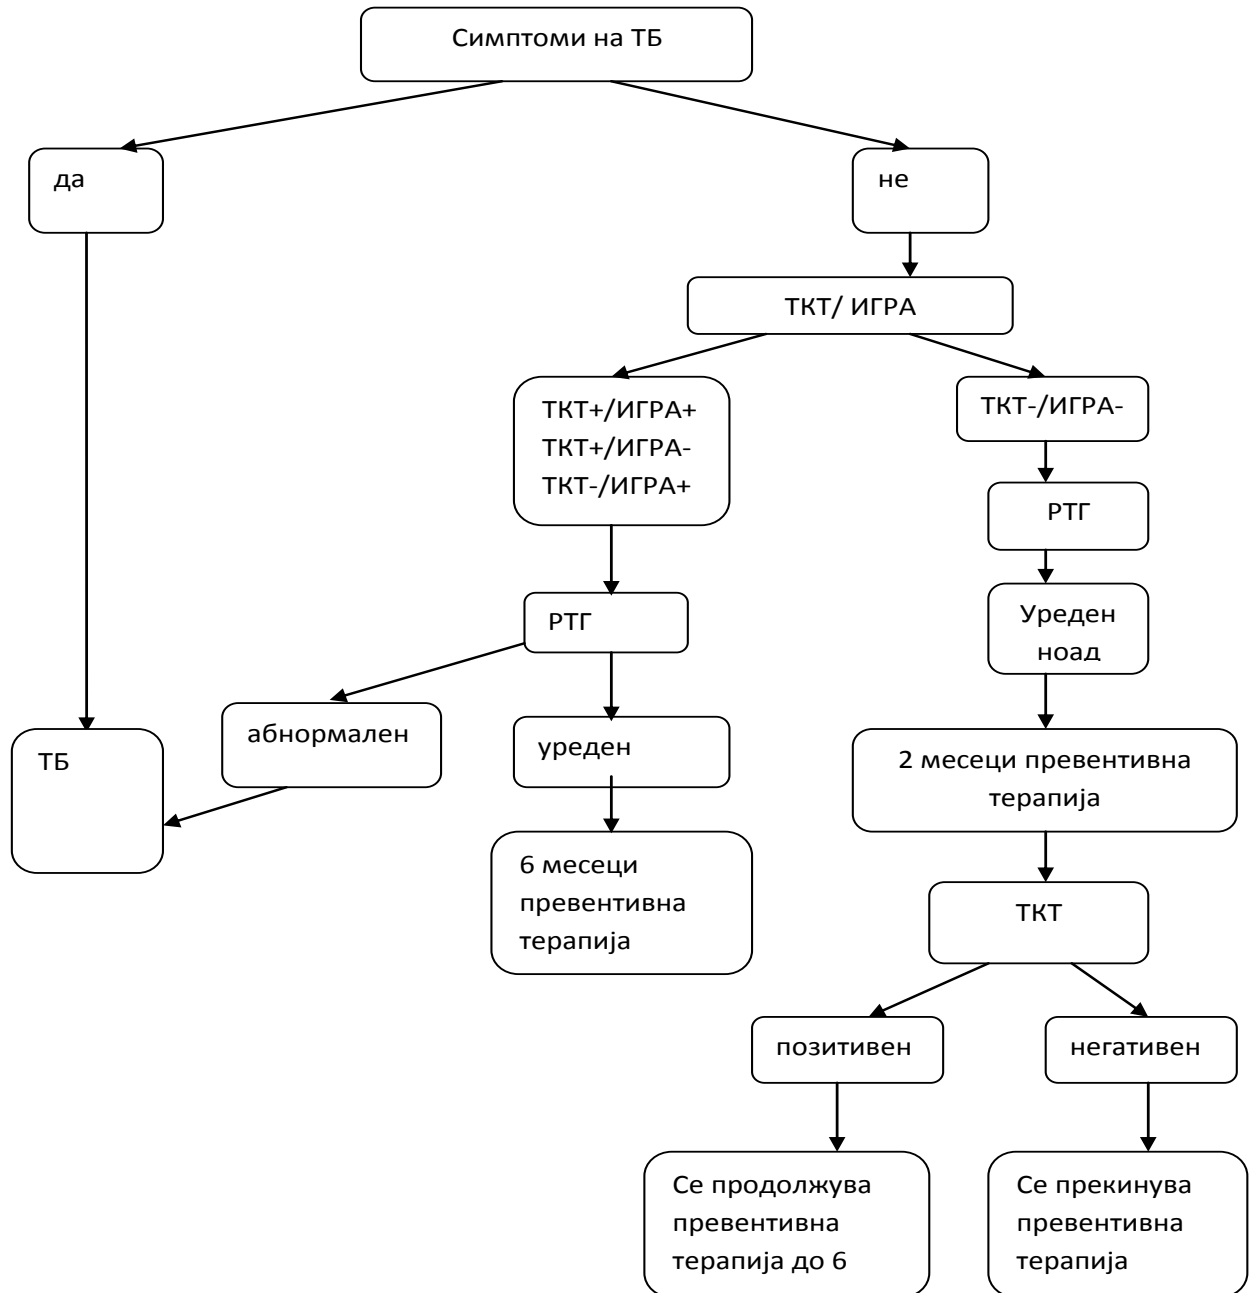 Симптоми на ТБ
да
не
ТКТ/ ИГРА
ТКТ+/ИГРА+
ТКТ+/ИГРА-
ТКТ-/ИГРА+
ТКТ-/ИГРА-
РТГ
Уреден
ноад
РТГ
абнормален
уреден
ТБ
2 месеци превентивна
терапија
6 месеци
превентивна
терапија
ТКТ
позитивен
негативен
Се продолжува
превентивна
терапија до 6
Се прекинува
превентивна
терапија